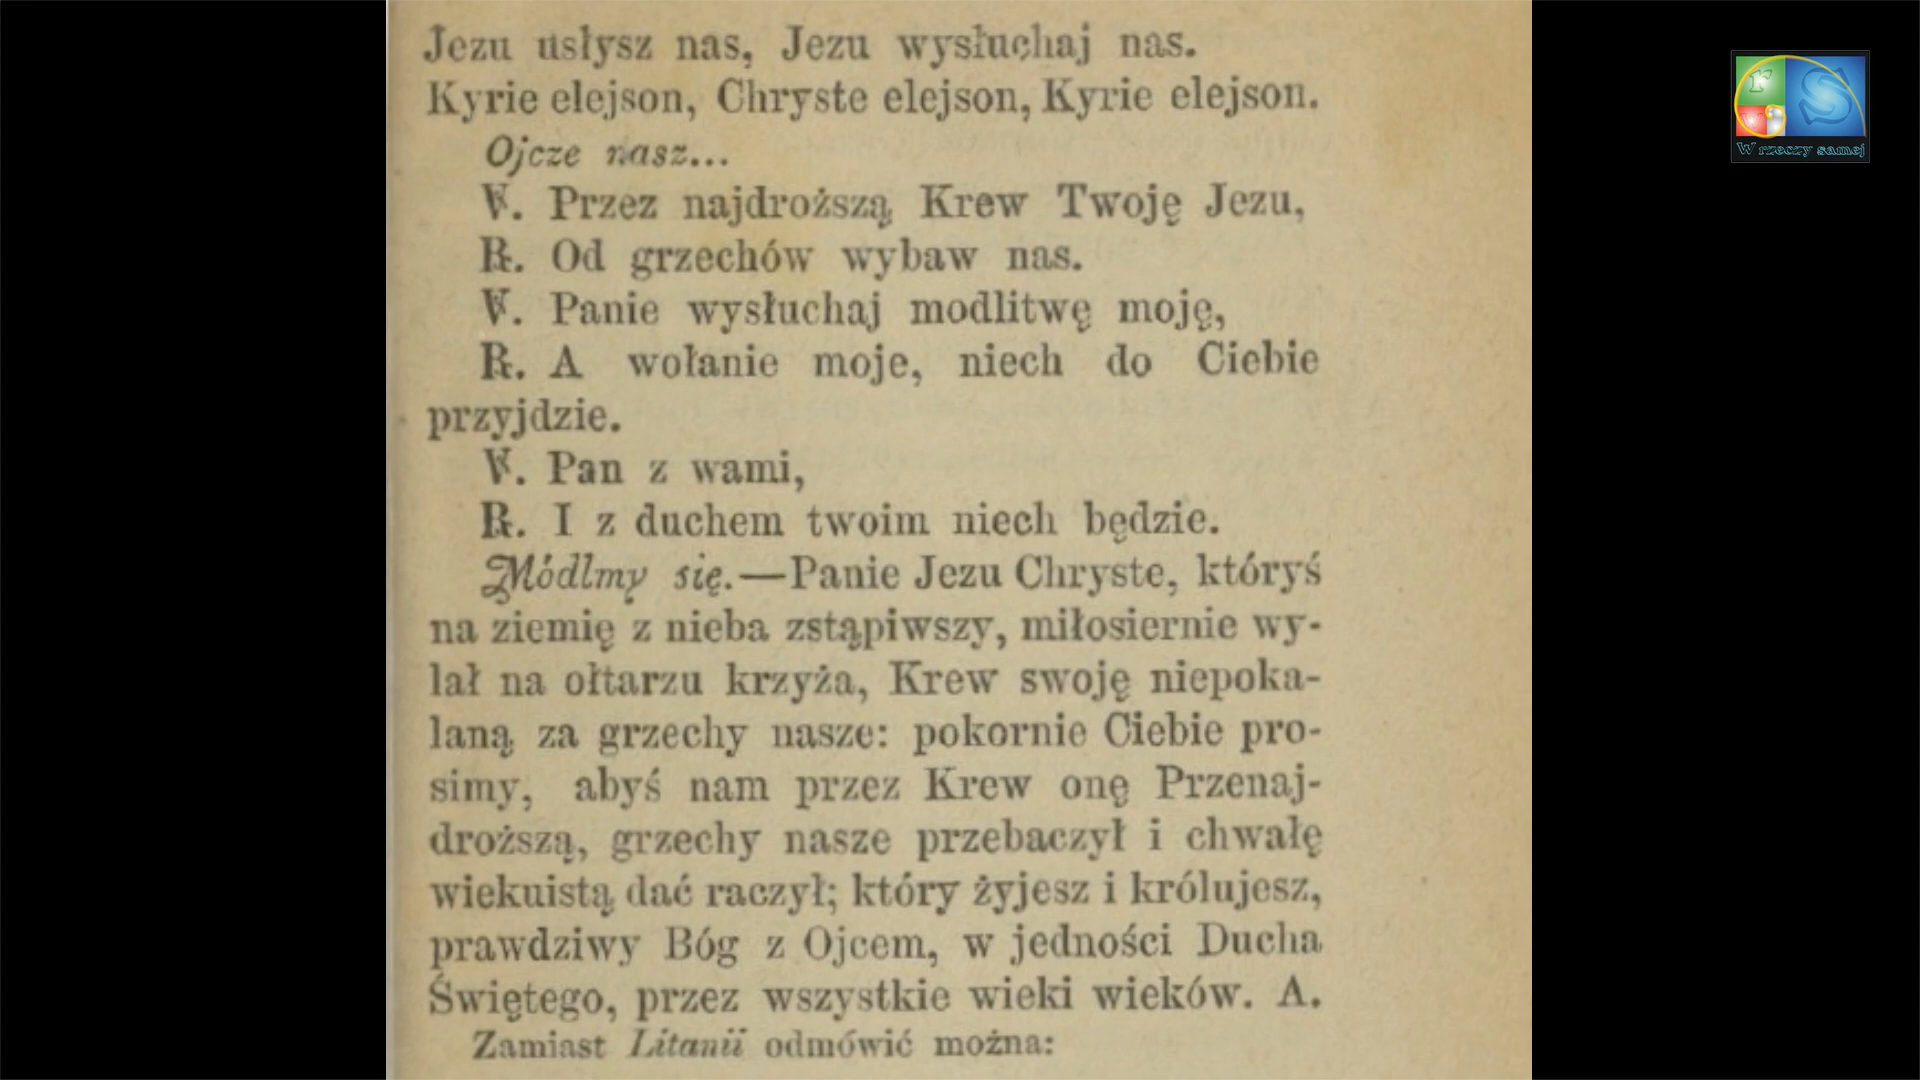 Jezu usłysz nas, Jezu wysłuchaj nas.
Kyrie elejson, Chryste elejson, Kyrie elejson.
Ojcze nasz...
℣. Przez najdroższą Krew Twoję Jezu,
℟. Od grzechów wybaw nas.
℣. Panie wysłuchaj modlitwę moję,
℟. A wołanie moje, niech do Ciebie
przyjdzie.
℣. Pan z wami,
℟. I z duchem twoim niech będzie.
Módlmy się.—Panie Jezu Chryste, któryś
na ziemię z nieba zstąpiwszy, miłosiernie wy-
lał na ołtarzu krzyża, Krew swoję niepoka-
laną za grzechy nasze: pokornie Ciebie pro-
simy, abyś nam przez Krew onę Przenaj-
droższą, grzechy nasze przebaczył i chwałę
wiekuistą dać raczył; który żyjesz i królujesz,
prawdziwy Bóg z Ojcem, w jedności Ducha
Świętego, przez wszystkie wieki wieków. A.
Zamiast Litanii odmówić można:
r S
W rzeczy samej